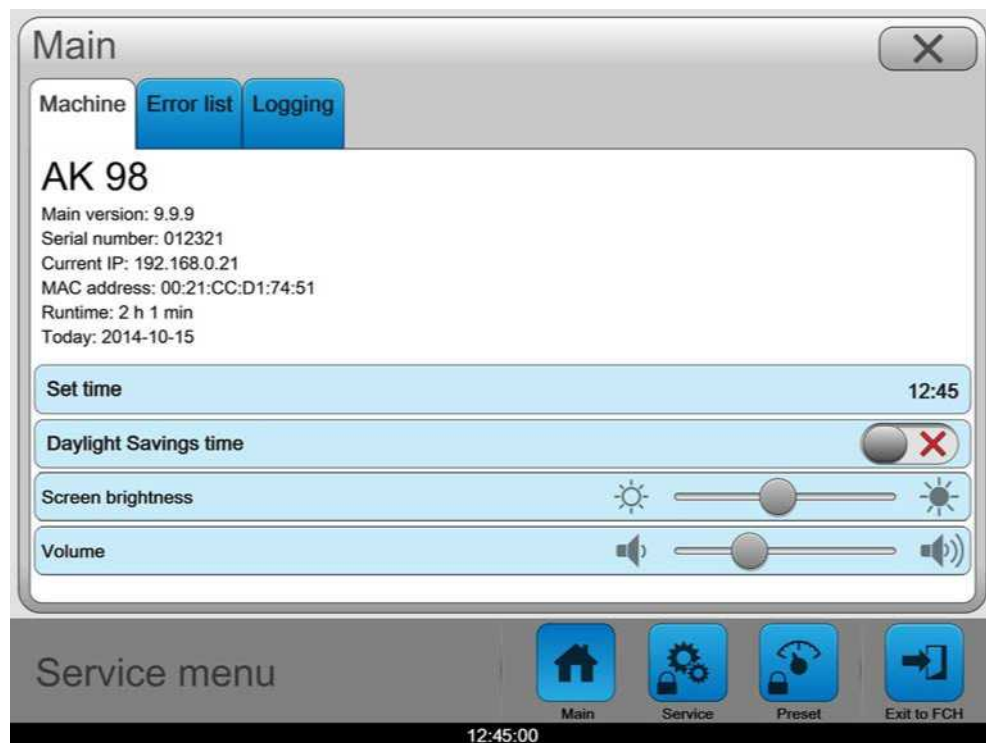 Main
Machine
Error list
Logging
AK 98
Main version: 9.9.9
Serial number: 012321
Current IP: 192.168.0.21
MAC address: 00:21:CC:D1:74:51
Runtime: 2 h 1 min
Today: 2014-10-15
Set time 12:45
Daylight Savings time
Screen brightness
Volume
Service menu
Main
Service
Preset
Exit to FCH
12:45:00